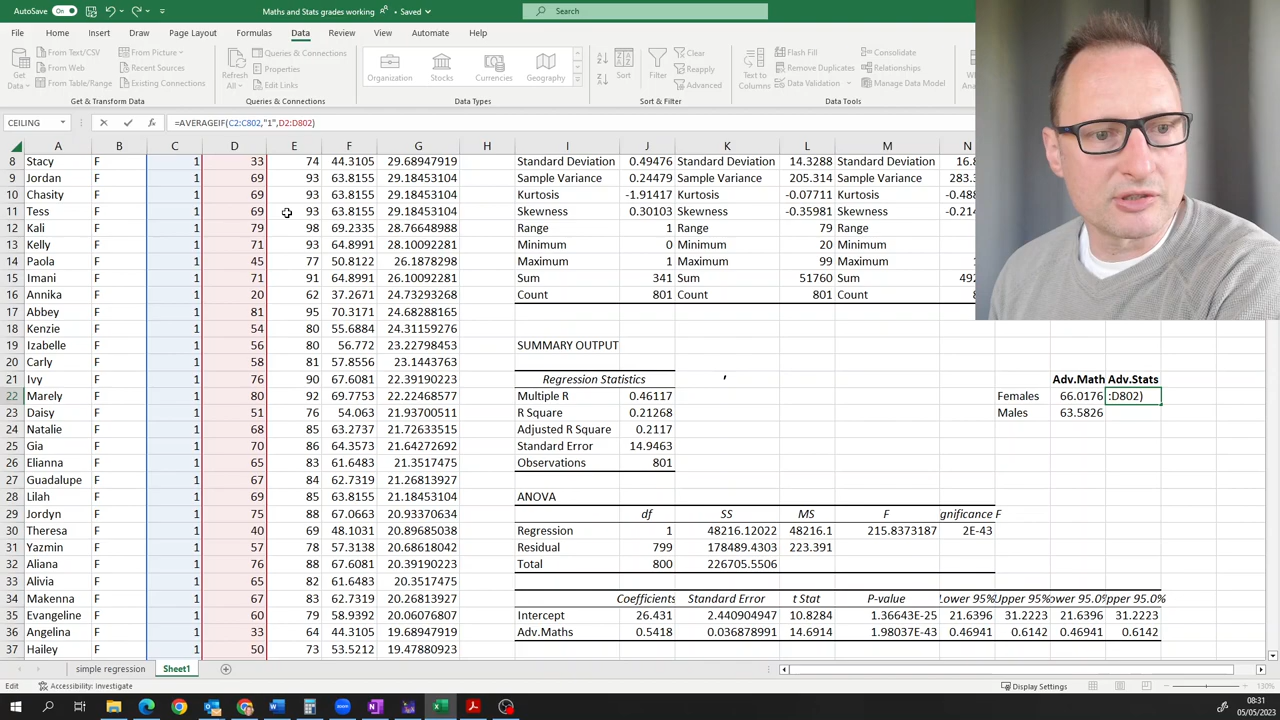 AutoSave On Maths and Stats grades working • Saved Search
File Home Insert Draw Page Layout Formulas Data Review View Automate Help
From Text/CSV From Picture Queries & Connections Clear Flash Fill Consolidate
Get Data From Web Recent Sources Refresh All Properties Organization Stocks Currencies Geography Sort Filter Reapply Text to Columns Remove Duplicates Relationships
From Table/Range Existing Connections Edit Links Advanced Data Validation Manage Data Model
Get & Transform Data Queries & Connections Data Types Sort & Filter Data Tools
CEILING =AVERAGEIF(C2:C802,"1",D2:D802)
A B C D E F G H I J K L M N
8 Stacy F 1 33 74 44.3105 29.68947919 Standard Deviation 0.49476 Standard Deviation 14.3288 Standard Deviation 16.8
9 Jordan F 1 69 93 63.8155 29.18453104 Sample Variance 0.24479 Sample Variance 205.314 Sample Variance 283.3
10 Chasity F 1 69 93 63.8155 29.18453104 Kurtosis -1.91417 Kurtosis -0.07711 Kurtosis -0.488
11 Tess F 1 69 93 63.8155 29.18453104 Skewness 0.30103 Skewness -0.35981 Skewness -0.214
12 Kali F 1 79 98 69.2335 28.76648988 Range 1 Range 79 Range
13 Kelly F 1 71 93 64.8991 28.10092281 Minimum 0 Minimum 20 Minimum
14 Paola F 1 45 77 50.8122 26.1878298 Maximum 1 Maximum 99 Maximum
15 Imani F 1 71 91 64.8991 26.10092281 Sum 341 Sum 51760 Sum 492
16 Annika F 1 20 62 37.2671 24.73293268 Count 801 Count 801 Count
17 Abbey F 1 81 95 70.3171 24.68288165
18 Kenzie F 1 54 80 55.6884 24.31159276
19 Izabelle F 1 56 80 56.772 23.22798453 SUMMARY OUTPUT
20 Carly F 1 58 81 57.8556 23.1443763
21 Ivy F 1 76 90 67.6081 22.39190223 Regression Statistics ' Adv.Math Adv.Stats
22 Marely F 1 80 92 69.7753 22.22468577 Multiple R 0.46117 Females 66.0176 :D802)
23 Daisy F 1 51 76 54.063 21.93700511 R Square 0.21268 Males 63.5826
24 Natalie F 1 68 85 63.2737 21.72633515 Adjusted R Square 0.2117
25 Gia F 1 70 86 64.3573 21.64272692 Standard Error 14.9463
26 Elianna F 1 65 83 61.6483 21.3517475 Observations 801
27 Guadalupe F 1 67 84 62.7319 21.26813927
28 Lilah F 1 69 85 63.8155 21.18453104 ANOVA
29 Jordyn F 1 75 88 67.0663 20.93370634 df SS MS F gnificance F
30 Theresa F 1 40 69 48.1031 20.89685038 Regression 1 48216.12022 48216.1 215.8373187 2E-43
31 Yazmin F 1 57 78 57.3138 20.68618042 Residual 799 178489.4303 223.391
32 Aliana F 1 76 88 67.6081 20.39190223 Total 800 226705.5506
33 Alivia F 1 65 82 61.6483 20.3517475
34 Makenna F 1 67 83 62.7319 20.26813927 Coefficients Standard Error t Stat P-value Lower 95% Upper 95% ower 95.0% pper 95.0%
35 Evangeline F 1 60 79 58.9392 20.06076807 Intercept 26.431 2.440904947 10.8284 1.36643E-25 21.6396 31.2223 21.6396 31.2223
36 Angelina F 1 33 64 44.3105 19.68947919 Adv.Maths 0.5418 0.036878991 14.6914 1.98037E-43 0.46941 0.6142 0.46941 0.6142
37 Hailey F 1 50 73 53.5212 19.47880923
simple regression Sheet1
Edit Accessibility: Investigate Display Settings 130%
08:31
05/05/2023